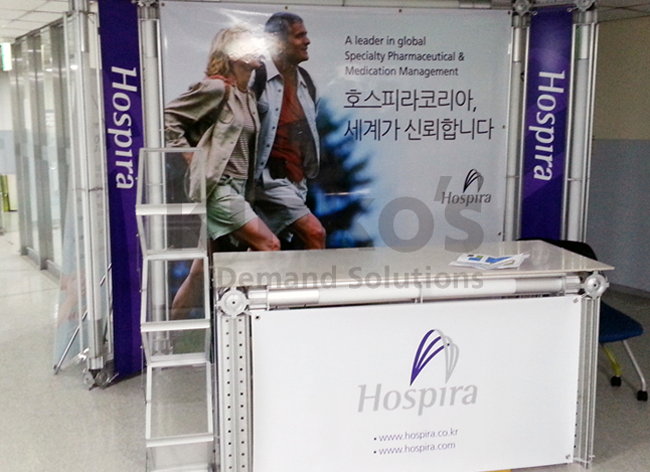 Hospira
A leader in global
Specialty Pharmaceutical &
Medication Management
호스피라코리아,
세계가 신뢰합니다
Hospira
Hospira
Demand Solutions
Hospira
• www.hospira.co.kr
• www.hospira.com